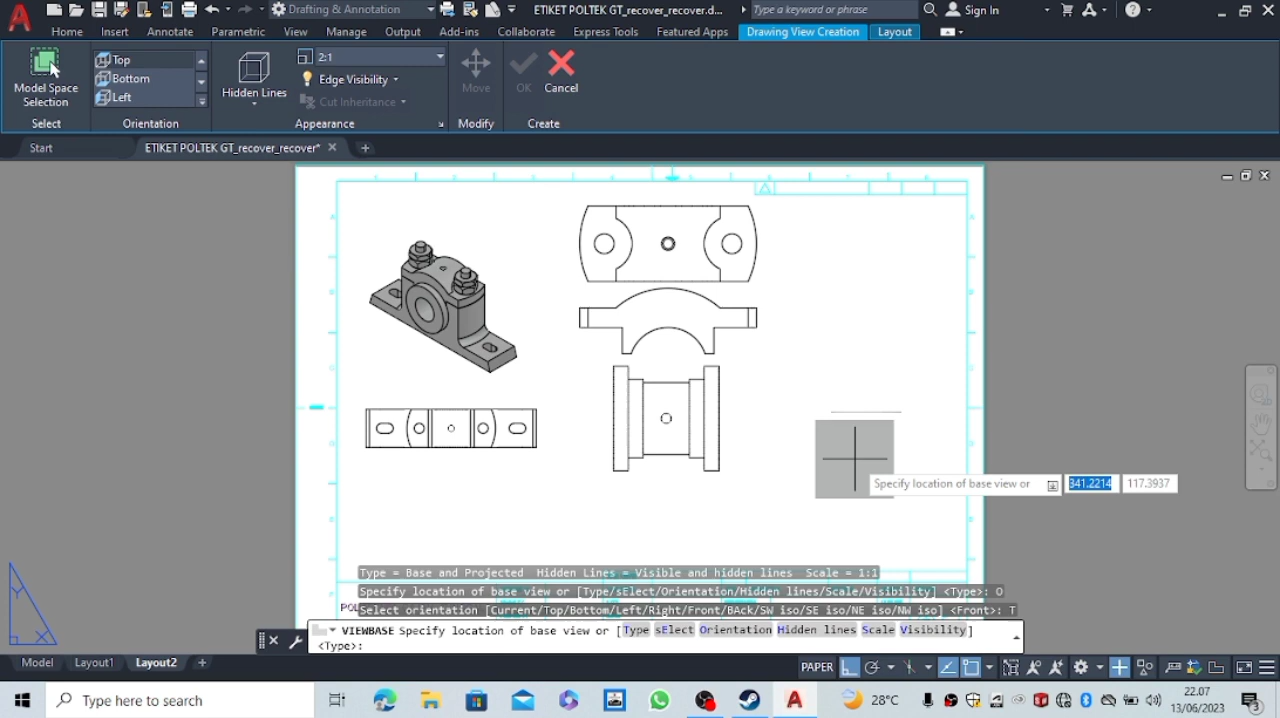 Drafting & Annotation
ETIKET POLTEK GT_recover_recover.d...
Type a keyword or phrase
Sign In
Home Insert Annotate Parametric View Manage Output Add-ins Collaborate Express Tools Featured Apps Drawing View Creation Layout
Model Space
Selection
Select
Top
Bottom
Left
Orientation
Hidden Lines
2:1
Edge Visibility
Cut Inheritance
Appearance
Move
Modify
OK
Cancel
Create
Start
ETIKET POLTEK GT_recover_recover*
Specify location of base view or 341.2214 117.3937
Type = Base and Projected Hidden Lines = Visible and hidden lines Scale = 1:1
Specify location of base view or [Type/sElect/Orientation/Hidden lines/Scale/Visibility] <Type>: O
Select orientation [Current/Top/Bottom/Left/Right/Front/BAck/SW iso/SE iso/NE iso/NW iso] <Front>: T
VIEWBASE Specify location of base view or [Type sElect Orientation Hidden lines Scale Visibility]
<Type>:
Y
X
Model Layout1 Layout2
PAPER
Type here to search
28°C
22.07
13/06/2023
3